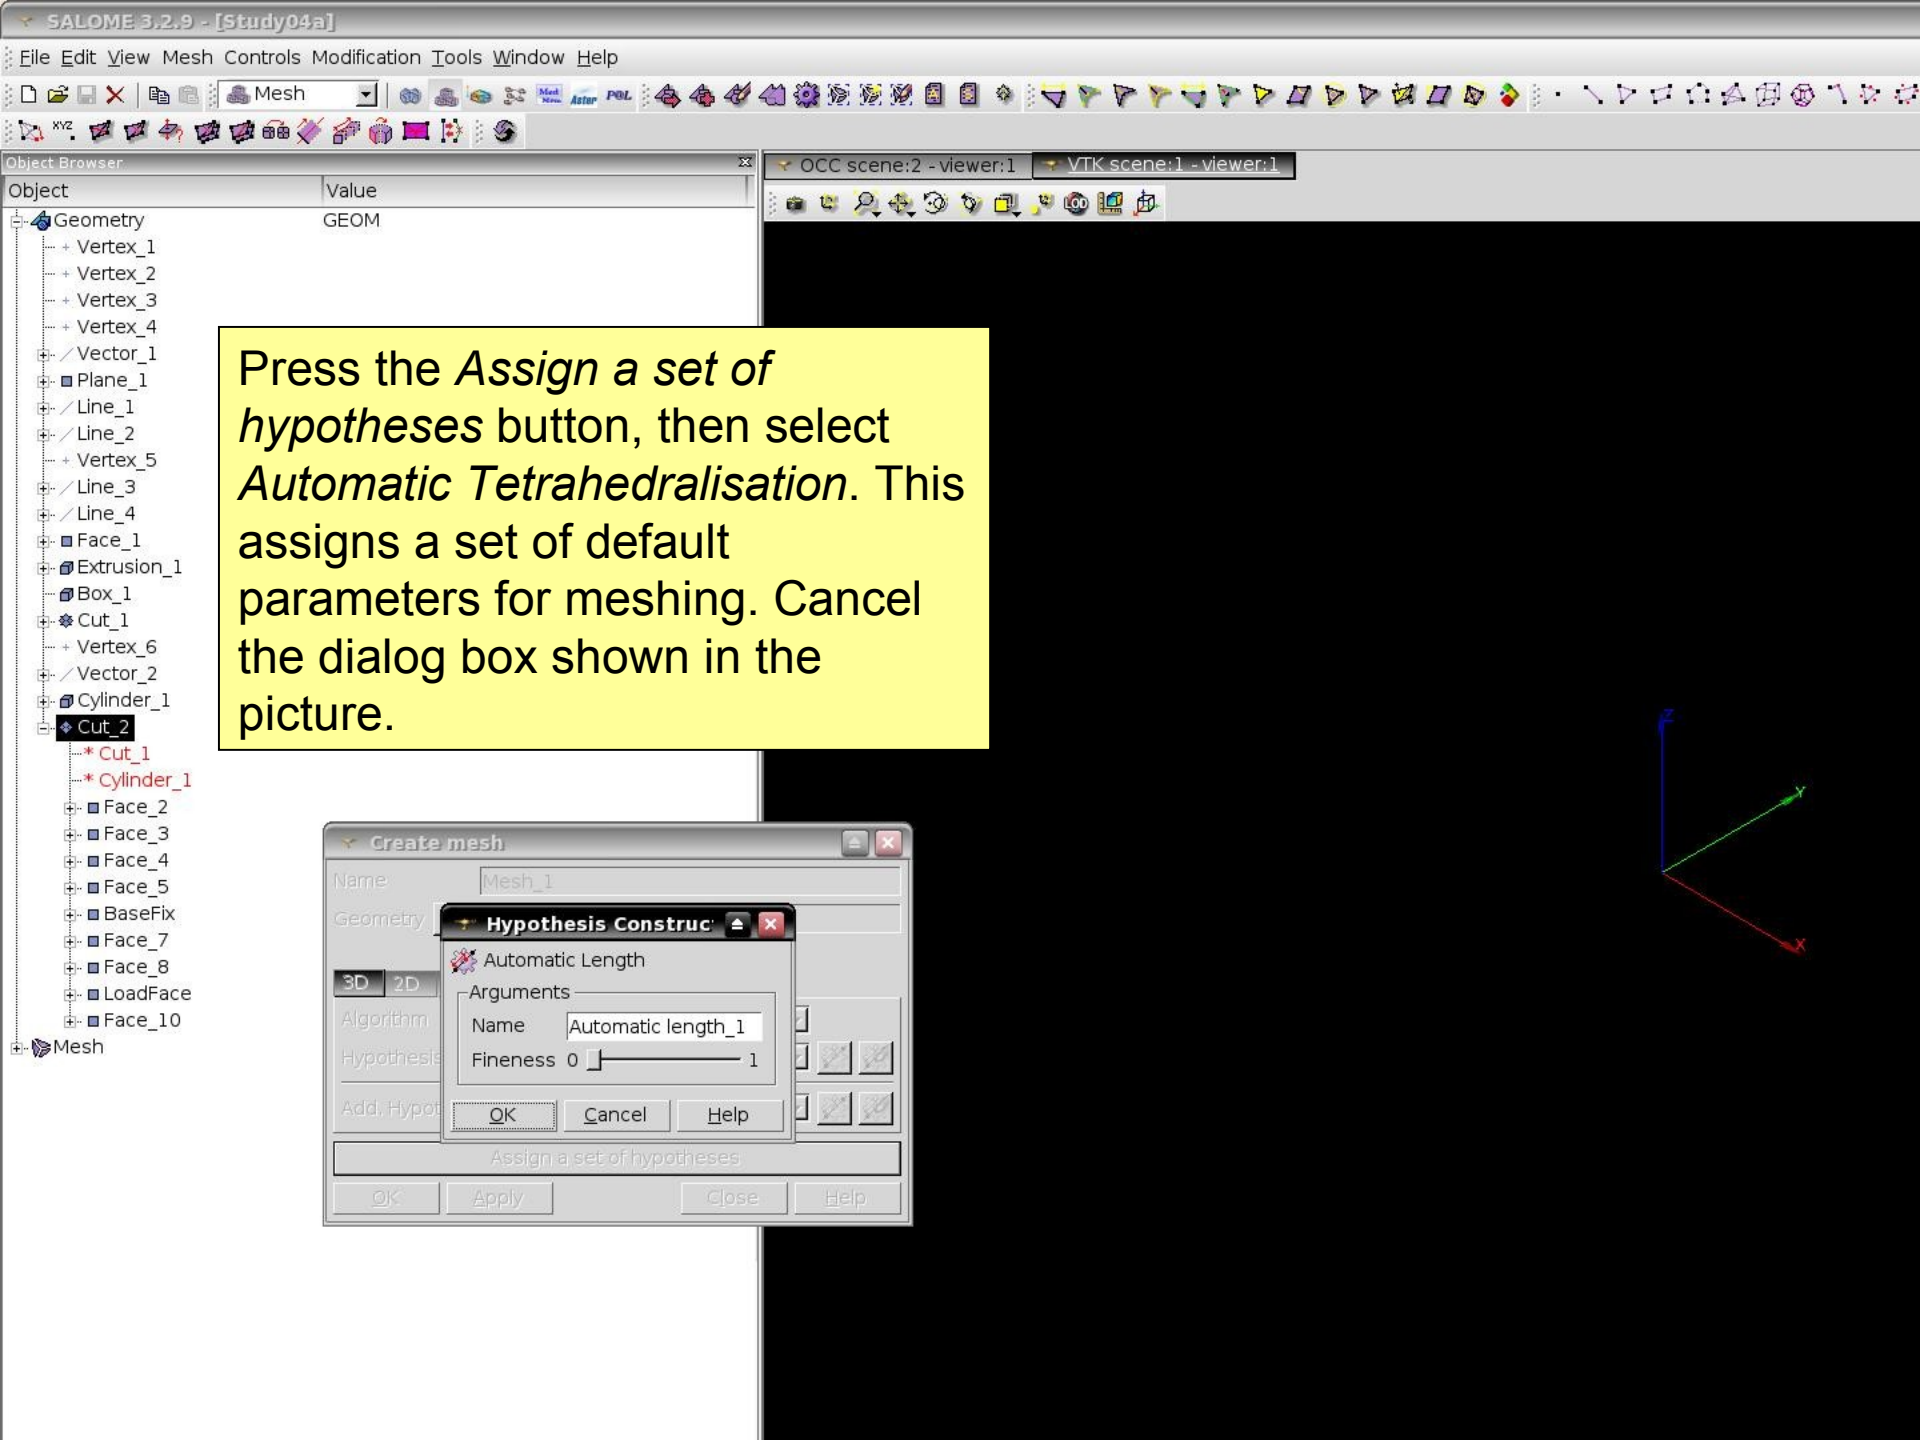 SALOME 3.2.9 - [Study04a]
File Edit View Mesh Controls Modification Tools Window Help
Mesh
Object Browser
OCC scene:2 - viewer:1
VTK scene:1 - viewer:1
Object Value
Geometry GEOM
Vertex_1
Vertex_2
Vertex_3
Vertex_4
Vector_1
Plane_1
Line_1
Line_2
Vertex_5
Line_3
Line_4
Face_1
Extrusion_1
Box_1
Cut_1
Vertex_6
Vector_2
Cylinder_1
Cut_2
* Cut_1
* Cylinder_1
Face_2
Face_3
Face_4
Face_5
BaseFix
Face_7
Face_8
LoadFace
Face_10
Mesh
Press the Assign a set of
hypotheses button, then select
Automatic Tetrahedralisation. This
assigns a set of default
parameters for meshing. Cancel
the dialog box shown in the
picture.
Create mesh
Name Mesh_1
Geometry
3D 2D
Algorithm
Hypothesis
Add. Hypot
Hypothesis Construc
Automatic Length
Arguments
Name Automatic length_1
Fineness 0 1
OK Cancel Help
Assign a set of hypotheses
OK Apply Close Help
Z
Y
X